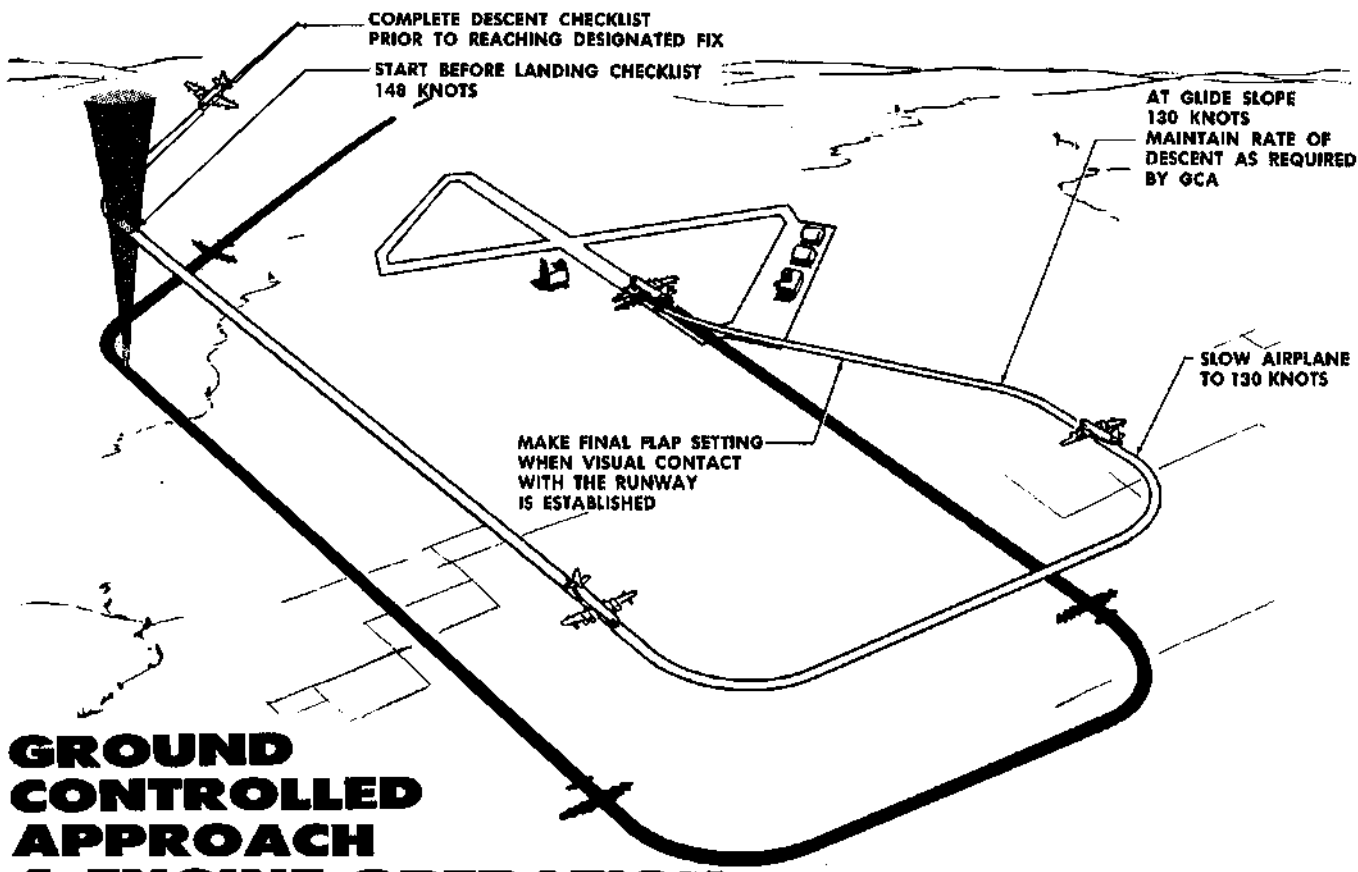 COMPLETE DESCENT CHECKLIST
PRIOR TO REACHING DESIGNATED FIX
START BEFORE LANDING CHECKLIST
148 KNOTS
AT GLIDE SLOPE
130 KNOTS
MAINTAIN RATE OF
DESCENT AS REQUIRED
BY GCA
SLOW AIRPLANE
TO 130 KNOTS
MAKE FINAL FLAP SETTING
WHEN VISUAL CONTACT
WITH THE RUNWAY
IS ESTABLISHED
GROUND
CONTROLLED
APPROACH
ENGINE OPERATION